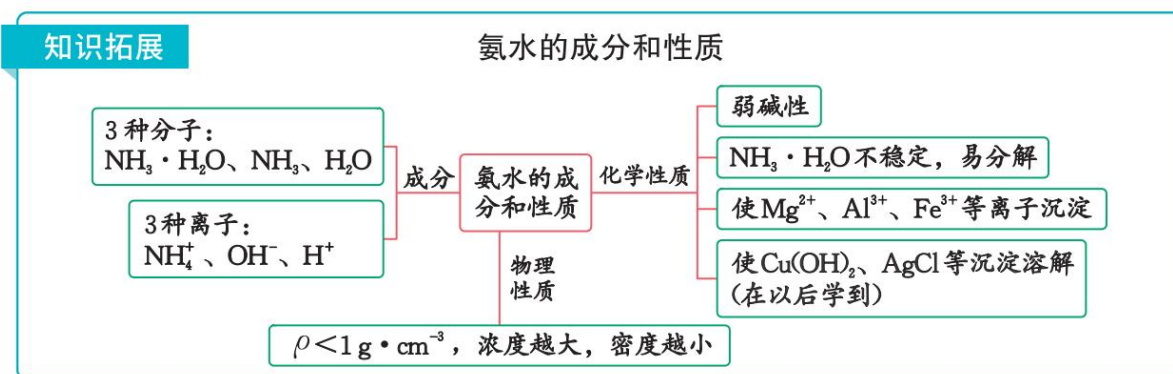 知识拓展
氨水的成分和性质
3种分子：
NH₃·H₂O、NH₃、H₂O
3种离子：
NH₄⁺、OH⁻、H⁺
成分
氨水的成
分和性质
化学性质
弱碱性
NH₃·H₂O不稳定，易分解
使Mg²⁺、Al³⁺、Fe³⁺等离子沉淀
使Cu(OH)₂、AgCl等沉淀溶解
(在以后学到)
物理
性质
ρ<1 g·cm⁻³，浓度越大，密度越小